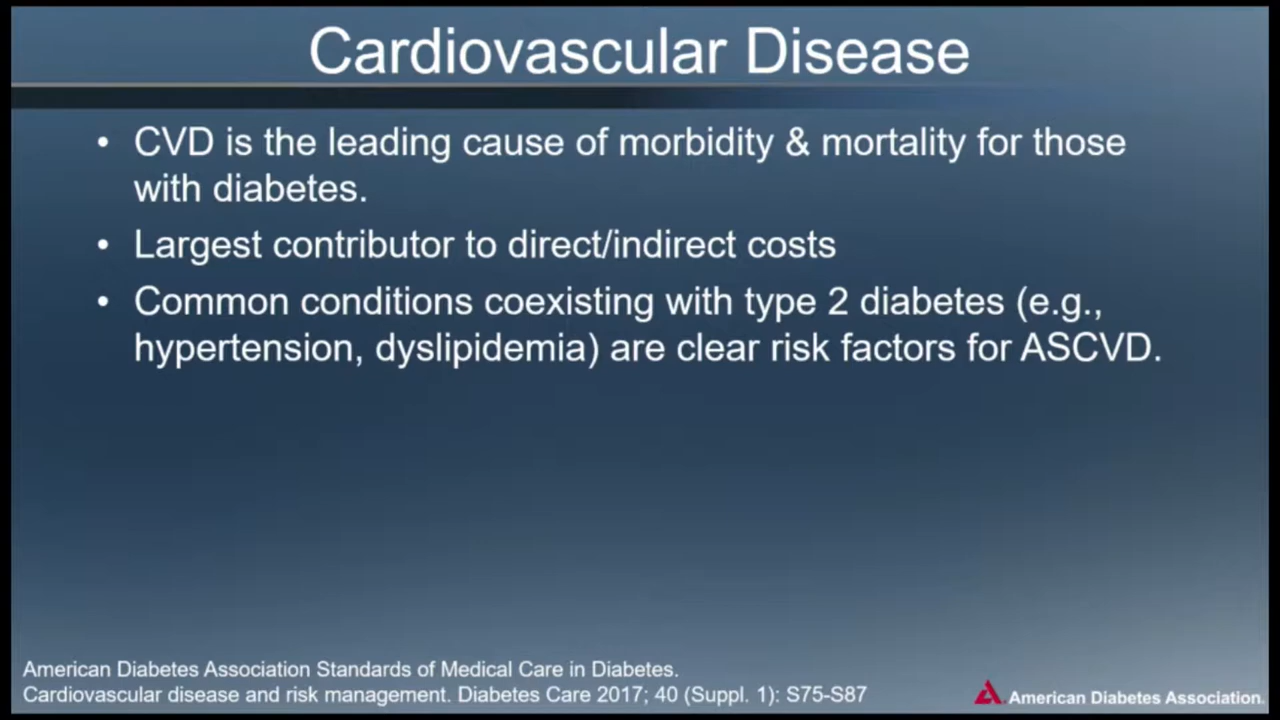 Cardiovascular Disease
• CVD is the leading cause of morbidity & mortality for those
with diabetes.
• Largest contributor to direct/indirect costs
• Common conditions coexisting with type 2 diabetes (e.g.,
hypertension, dyslipidemia) are clear risk factors for ASCVD.
American Diabetes Association Standards of Medical Care in Diabetes.
Cardiovascular disease and risk management. Diabetes Care 2017; 40 (Suppl. 1): S75-S87
American Diabetes Association.